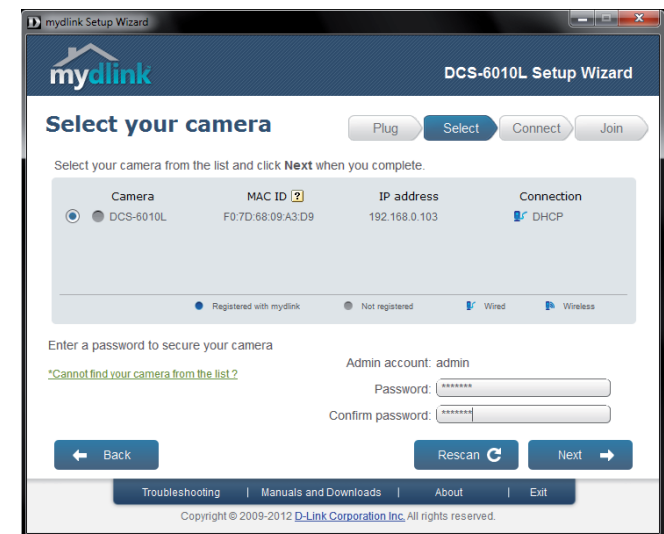 mydlink Setup Wizard
mydlink
DCS-6010L Setup Wizard
Select your camera
Plug Select Connect Join
Select your camera from the list and click Next when you complete.
Camera MAC ID ? IP address Connection
DCS-6010L F0:7D:68:09:A3:D9 192.168.0.103 DHCP
Registered with mydlink Not registered Wired Wireless
Enter a password to secure your camera
*Cannot find your camera from the list ?
Admin account: admin
Password: *******
Confirm password: *******
Back Rescan Next
Troubleshooting | Manuals and Downloads | About | Exit
Copyright © 2009-2012 D-Link Corporation Inc. All rights reserved.